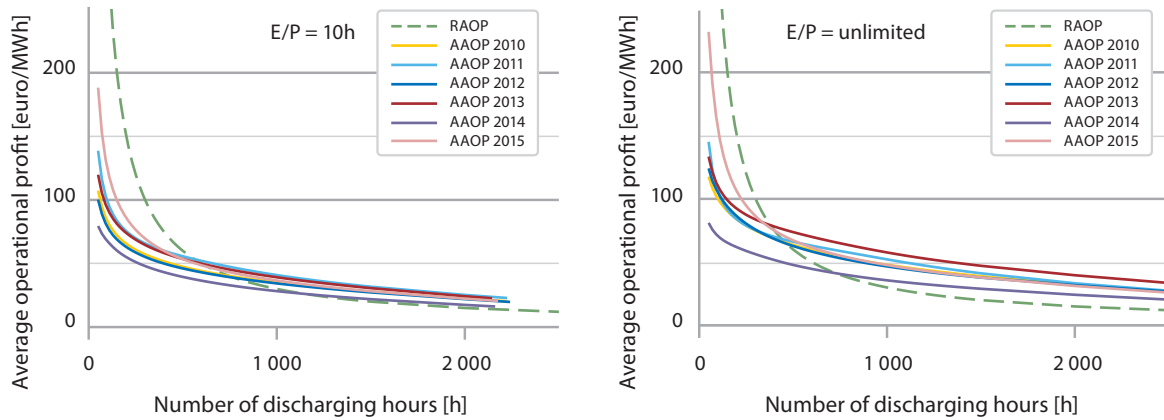 Average operational profit [euro/MWh]
200
100
0
E/P = 10h
RAOP
AAOP 2010
AAOP 2011
AAOP 2012
AAOP 2013
AAOP 2014
AAOP 2015
0
1 000
2 000
Number of discharging hours [h]
Average operational profit [euro/MWh]
200
100
0
E/P = unlimited
RAOP
AAOP 2010
AAOP 2011
AAOP 2012
AAOP 2013
AAOP 2014
AAOP 2015
0
1 000
2 000
Number of discharging hours [h]